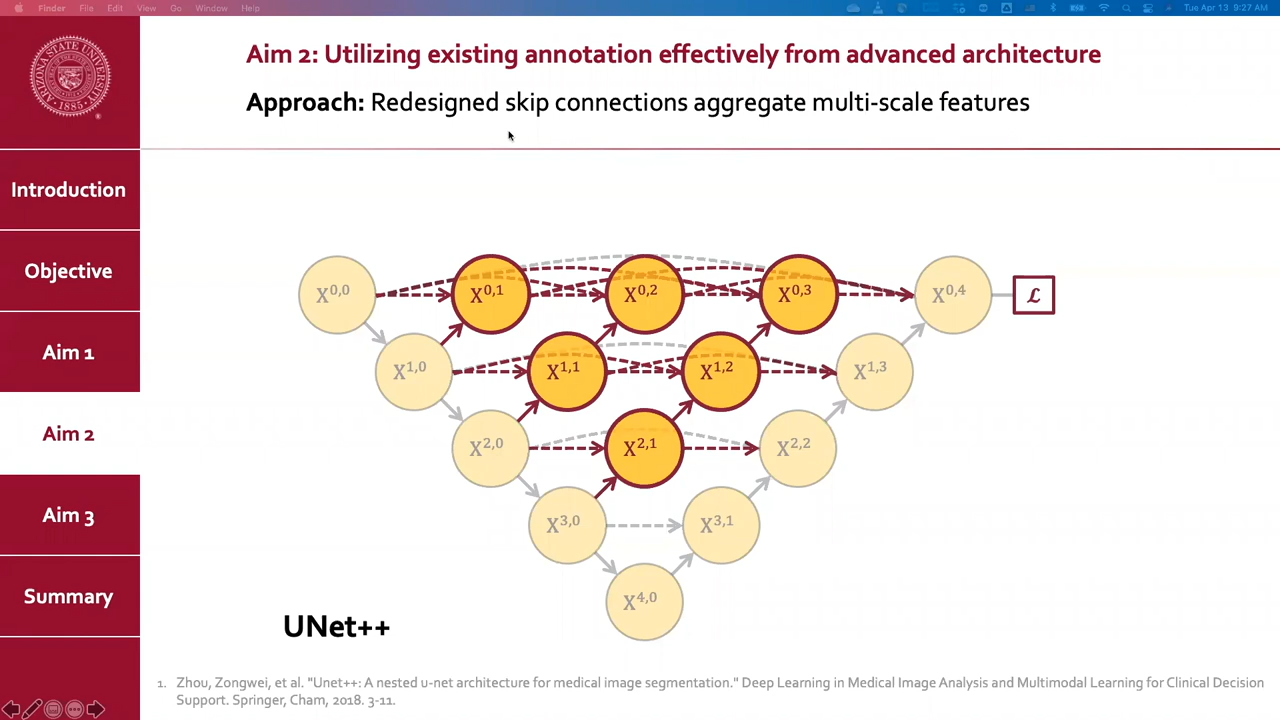 Finder File Edit View Go Window Help Tue Apr 13 9:27 AM
ARIZONA STATE UNIVERSITY
1885
Aim 2: Utilizing existing annotation effectively from advanced architecture
Approach: Redesigned skip connections aggregate multi-scale features
Introduction
Objective
Aim 1
Aim 2
Aim 3
Summary
X0,0 X0,1 X0,2 X0,3 X0,4 ℒ
X1,0 X1,1 X1,2 X1,3
X2,0 X2,1 X2,2
X3,0 X3,1
X4,0
UNet++
1. Zhou, Zongwei, et al. "Unet++: A nested u-net architecture for medical image segmentation." Deep Learning in Medical Image Analysis and Multimodal Learning for Clinical Decision
Support. Springer, Cham, 2018. 3-11.